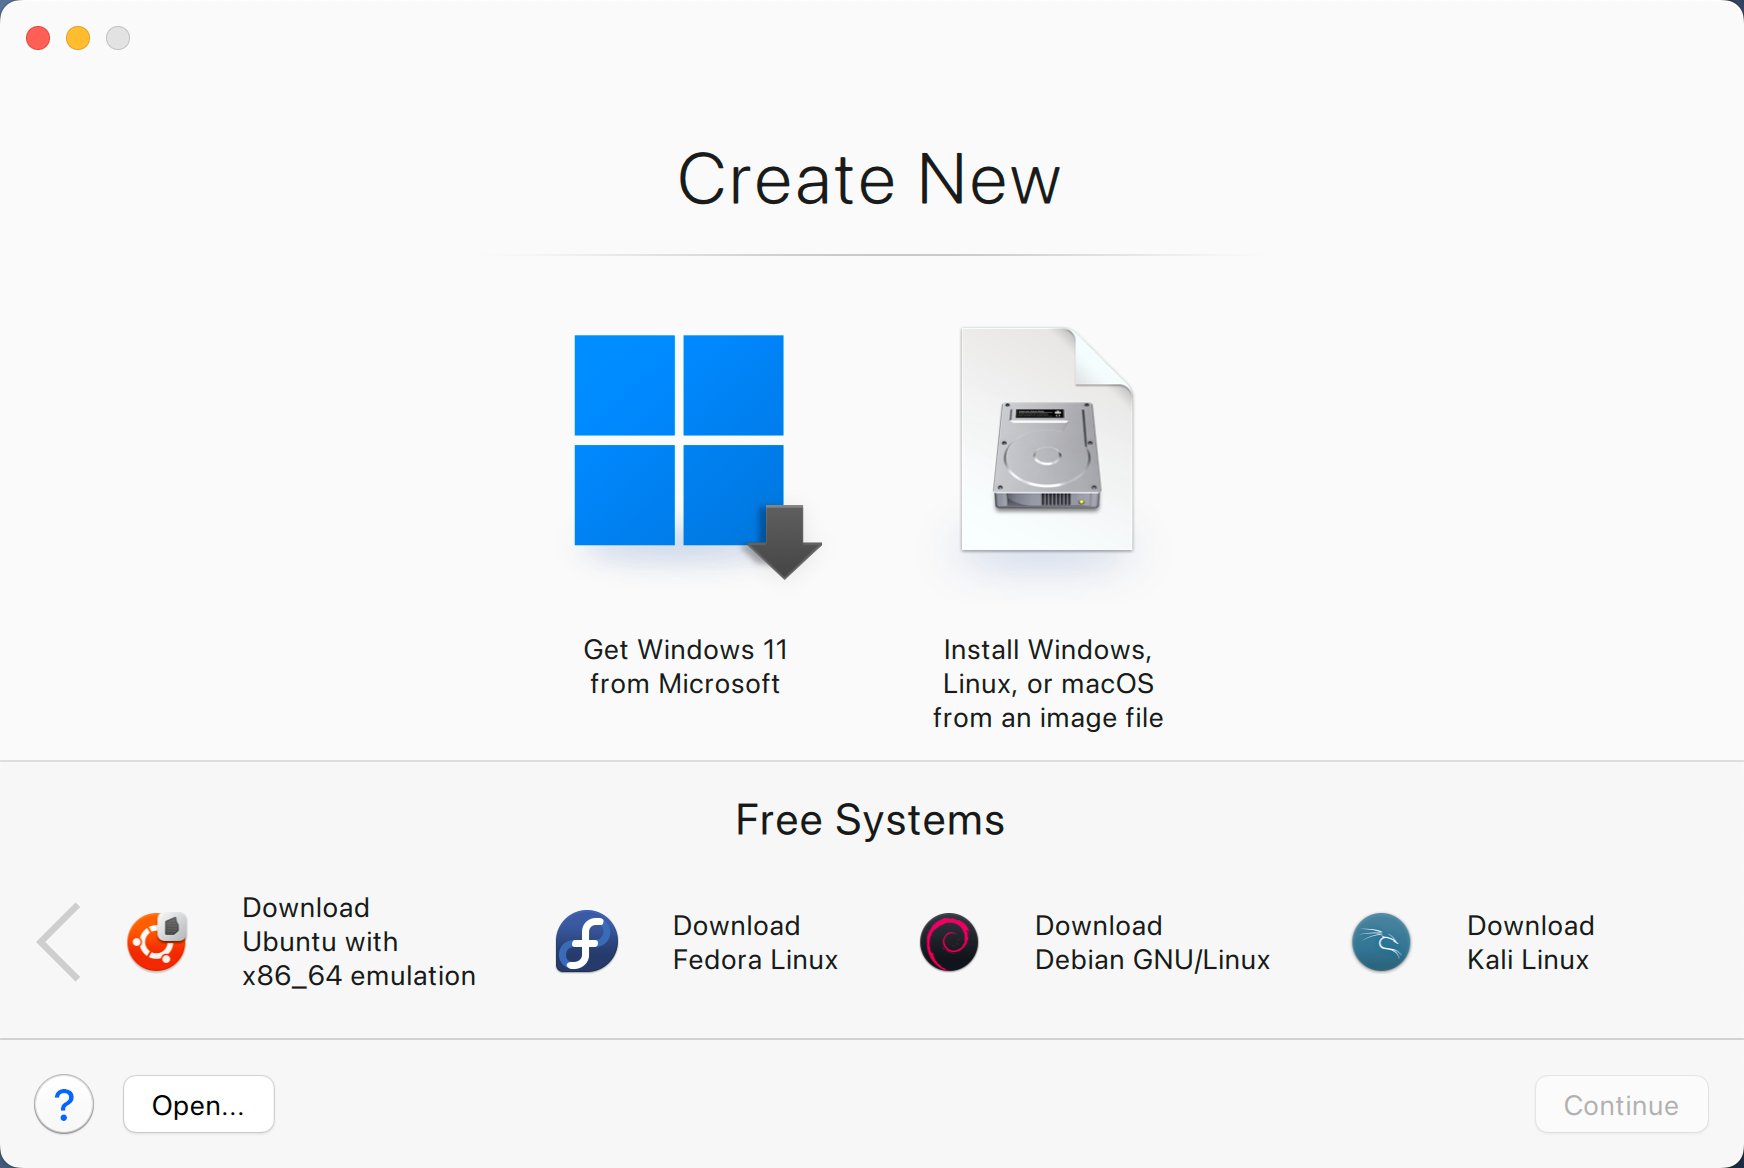 Create New
Get Windows 11
from Microsoft
Install Windows,
Linux, or macOS
from an image file
Free Systems
Download
Ubuntu with
x86_64 emulation
Download
Fedora Linux
Download
Debian GNU/Linux
Download
Kali Linux
?
Open...
Continue